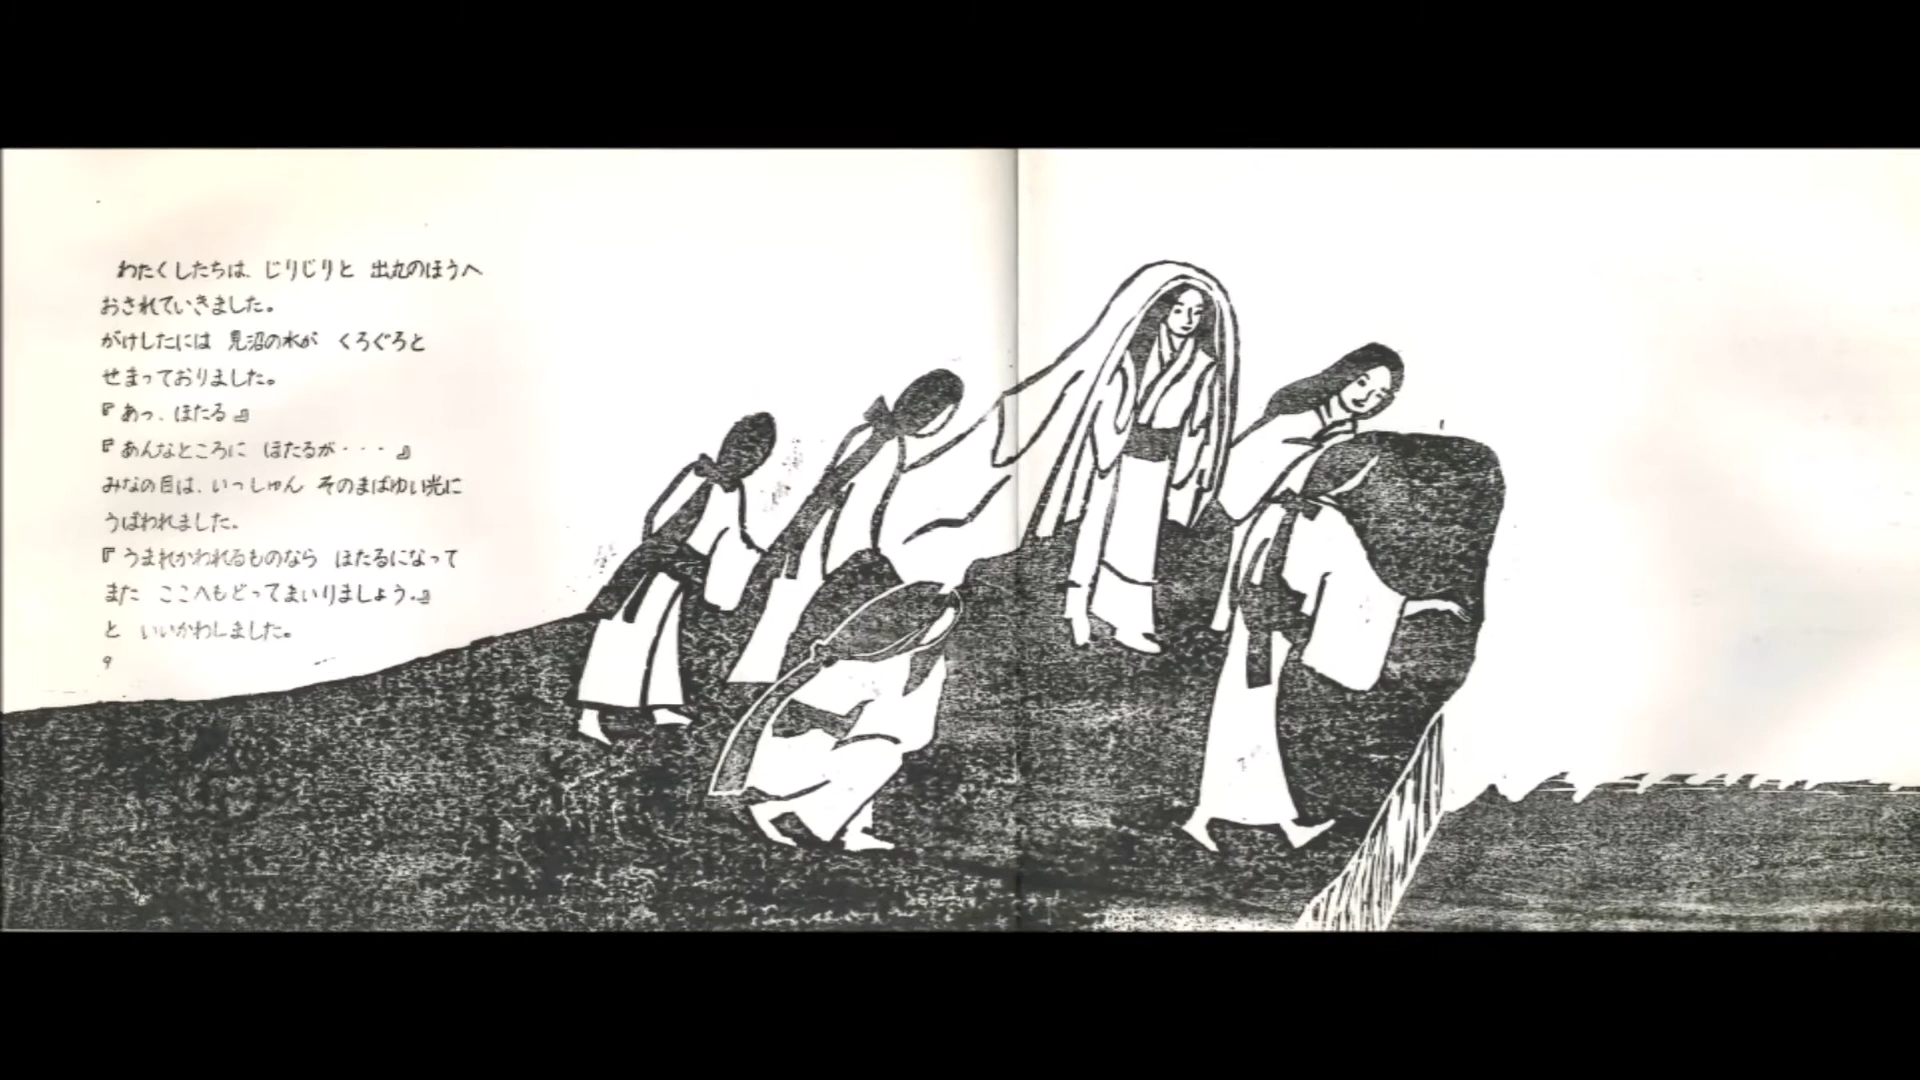 わたくしたちは、じりじりと 出丸のほうへ
おされていきました。
がけしたには 見沼の水が くろぐろと
せまっておりました。
『あっ、ほたる』
『あんなところに ほたるが・・・』
みなの目は、いっしゅん そのまばゆい光に
うばわれました。
『うまれかわれるものなら ほたるになって
また ここへもどってまいりましょう。』
と いいかわしました。
9